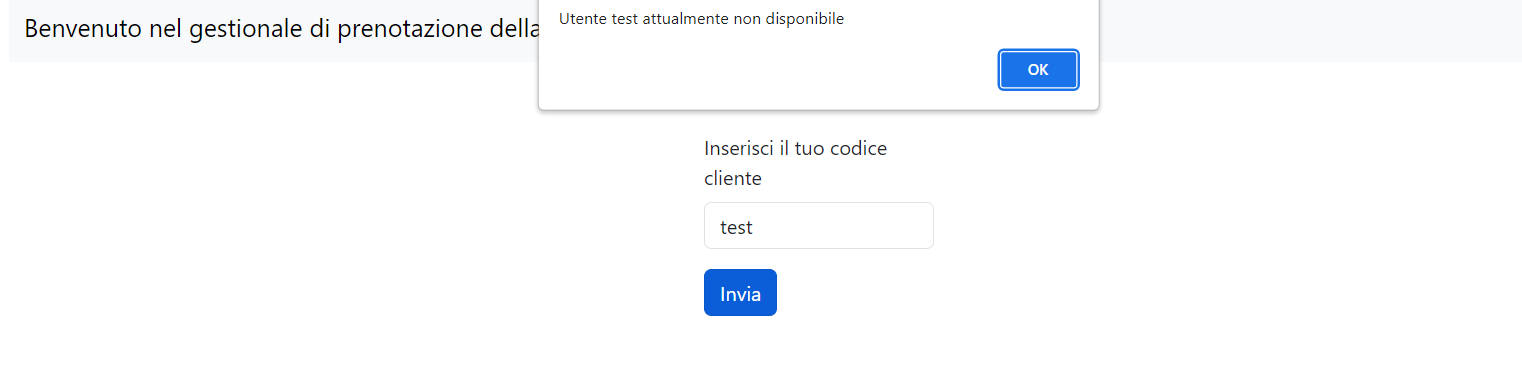 Benvenuto nel gestionale di prenotazione della
Utente test attualmente non disponibile
OK
Inserisci il tuo codice
cliente
test
Invia